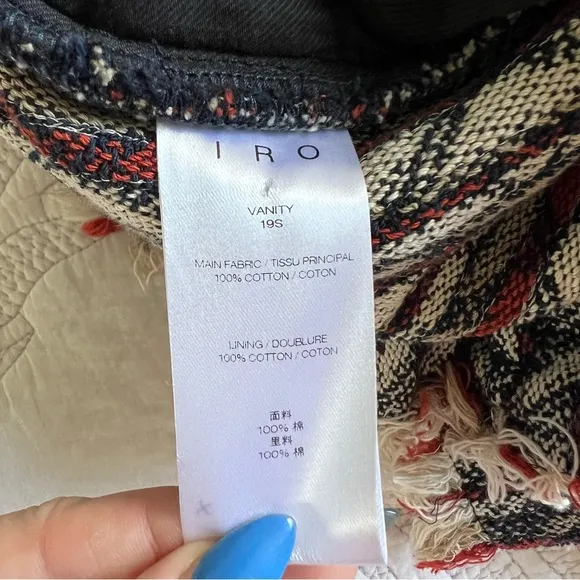 IRO
VANITY
19S
MAIN FABRIC / TISSU PRINCIPAL
100% COTTON / COTON
LINING / DOUBLURE
100% COTTON / COTON
面料
100% 棉
里料
100% 棉